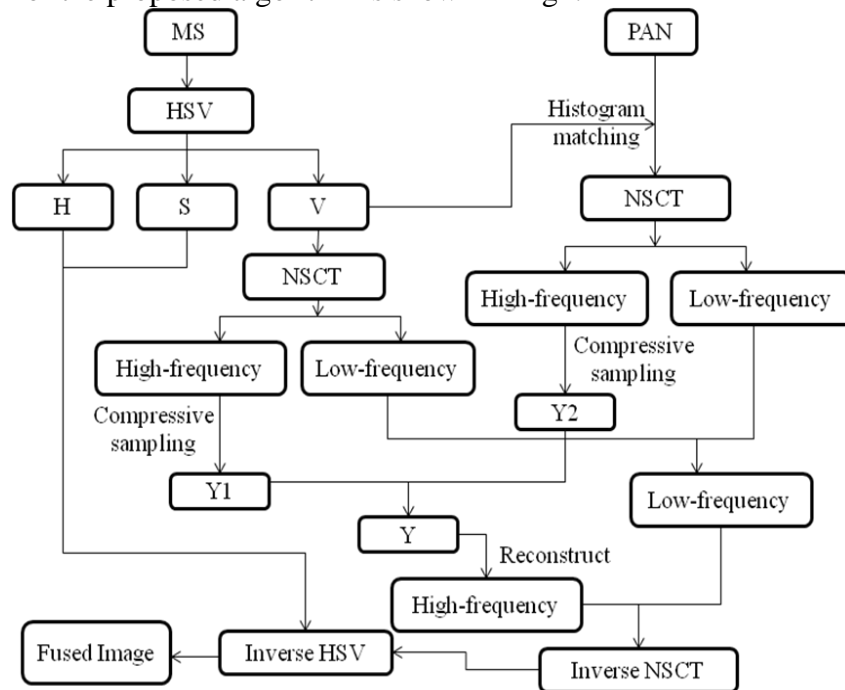 MS
PAN
HSV
Histogram
matching
H
S
V
NSCT
NSCT
High-frequency
Low-frequency
High-frequency
Low-frequency
Compressive
sampling
Compressive
sampling
Y2
Y1
Low-frequency
Y
Reconstruct
High-frequency
Fused Image
Inverse HSV
Inverse NSCT